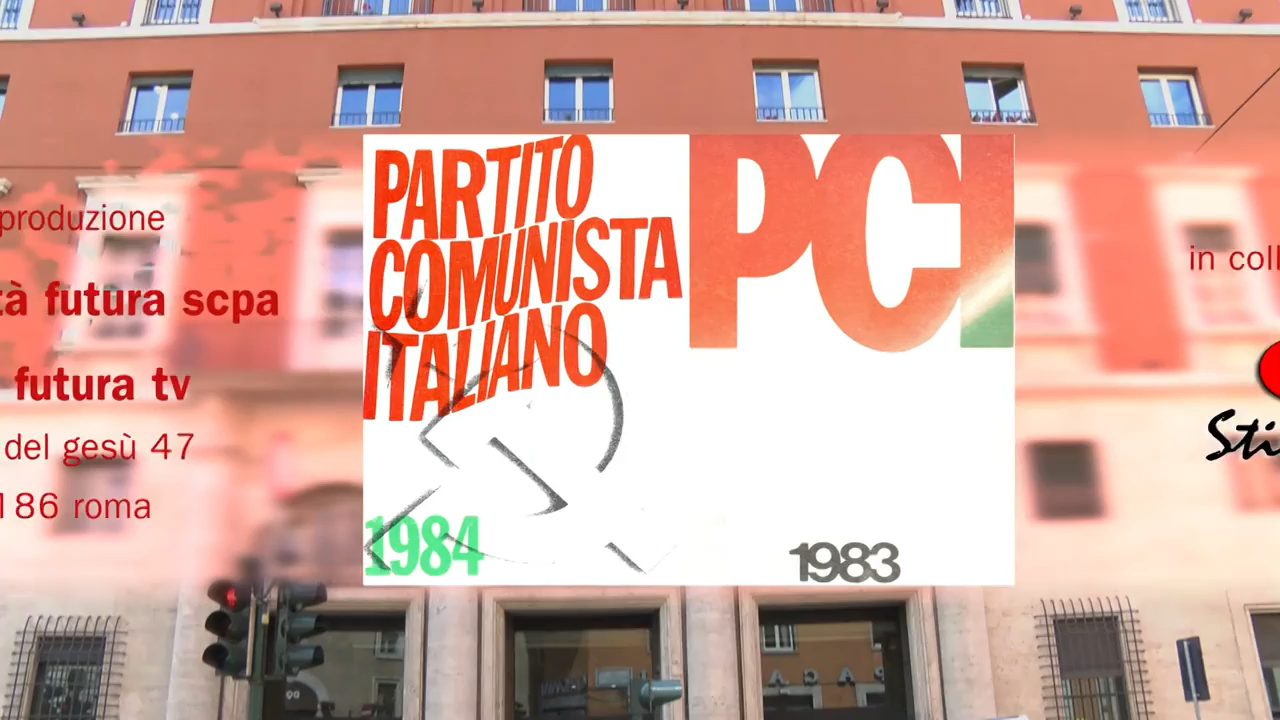 produzione
tà futura scpa
futura tv
del gesù 47
186 roma
PARTITO
COMUNISTA
ITALIANO
1984
PCI
1983
in coll
Sti